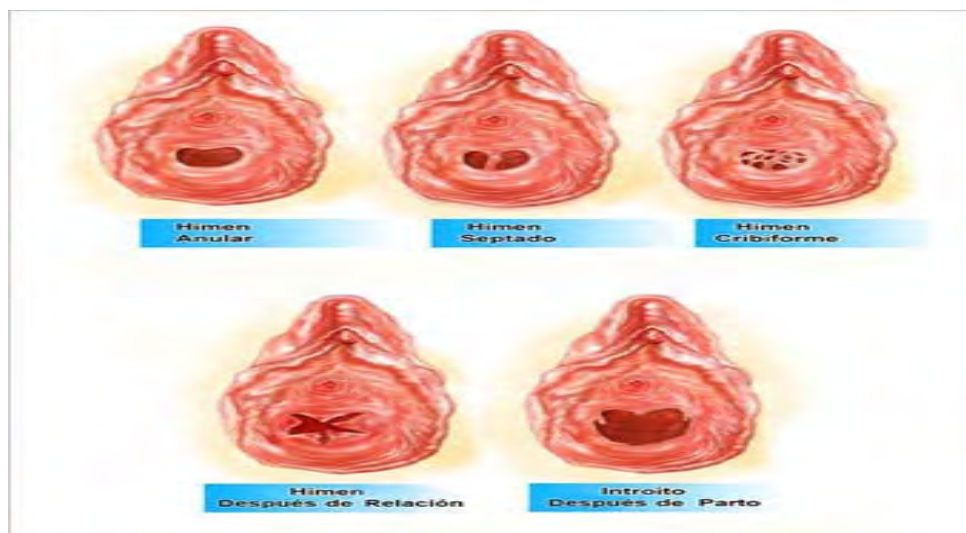 Himen
Anular
Himen
Septado
Himen
Cribiforme
Himen
Después de Relación
Introito
Después de Parto